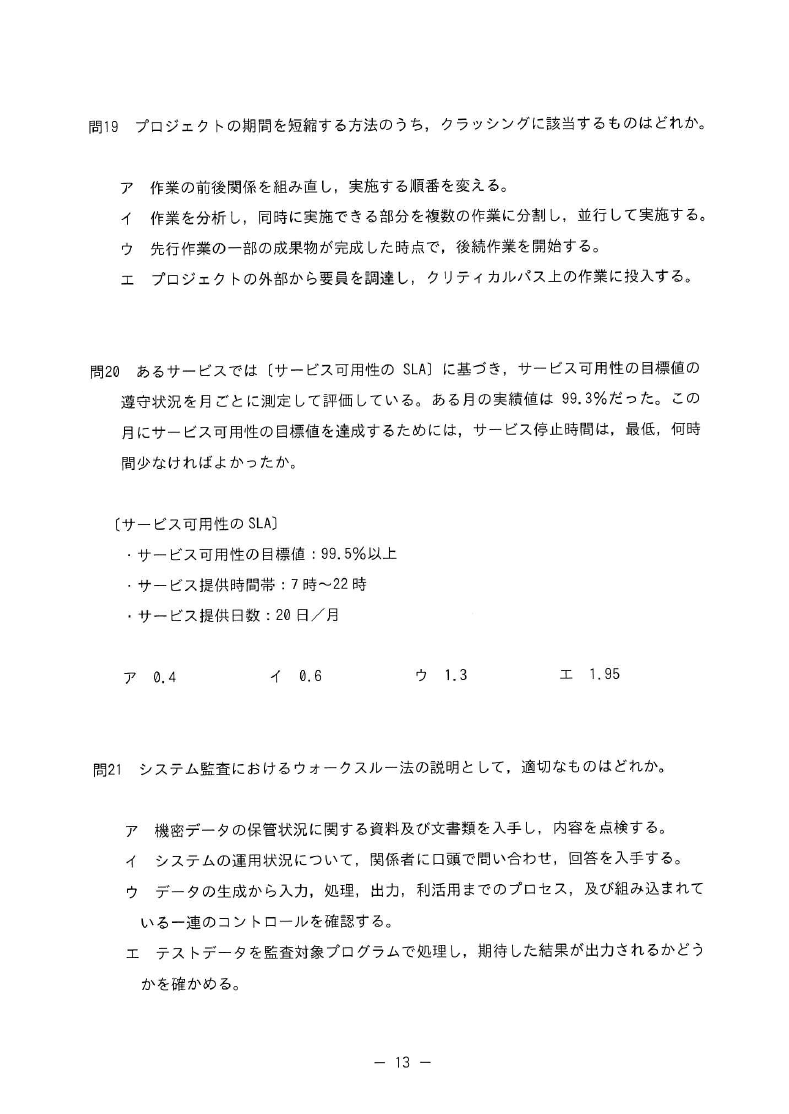 問19　プロジェクトの期間を短縮する方法のうち，クラッシングに該当するものはどれか。
ア　作業の前後関係を組み直し，実施する順番を変える。
イ　作業を分析し，同時に実施できる部分を複数の作業に分割し，並行して実施する。
ウ　先行作業の一部の成果物が完成した時点で，後続作業を開始する。
エ　プロジェクトの外部から要員を調達し，クリティカルパス上の作業に投入する。
問20　あるサービスでは〔サービス可用性の SLA〕に基づき，サービス可用性の目標値の
遵守状況を月ごとに測定して評価している。ある月の実績値は 99.3%だった。この
月にサービス可用性の目標値を達成するためには，サービス停止時間は，最低，何時
間少なければよかったか。
〔サービス可用性の SLA〕
・サービス可用性の目標値：99.5%以上
・サービス提供時間帯：7 時～22 時
・サービス提供日数：20 日／月
ア　0.4　イ　0.6　ウ　1.3　エ　1.95
問21　システム監査におけるウォークスルー法の説明として，適切なものはどれか。
ア　機密データの保管状況に関する資料及び文書類を入手し，内容を点検する。
イ　システムの運用状況について，関係者に口頭で問い合わせ，回答を入手する。
ウ　データの生成から入力，処理，出力，利活用までのプロセス，及び組み込まれて
いる一連のコントロールを確認する。
エ　テストデータを監査対象プログラムで処理し，期待した結果が出力されるかどう
かを確かめる。
― 13 ―